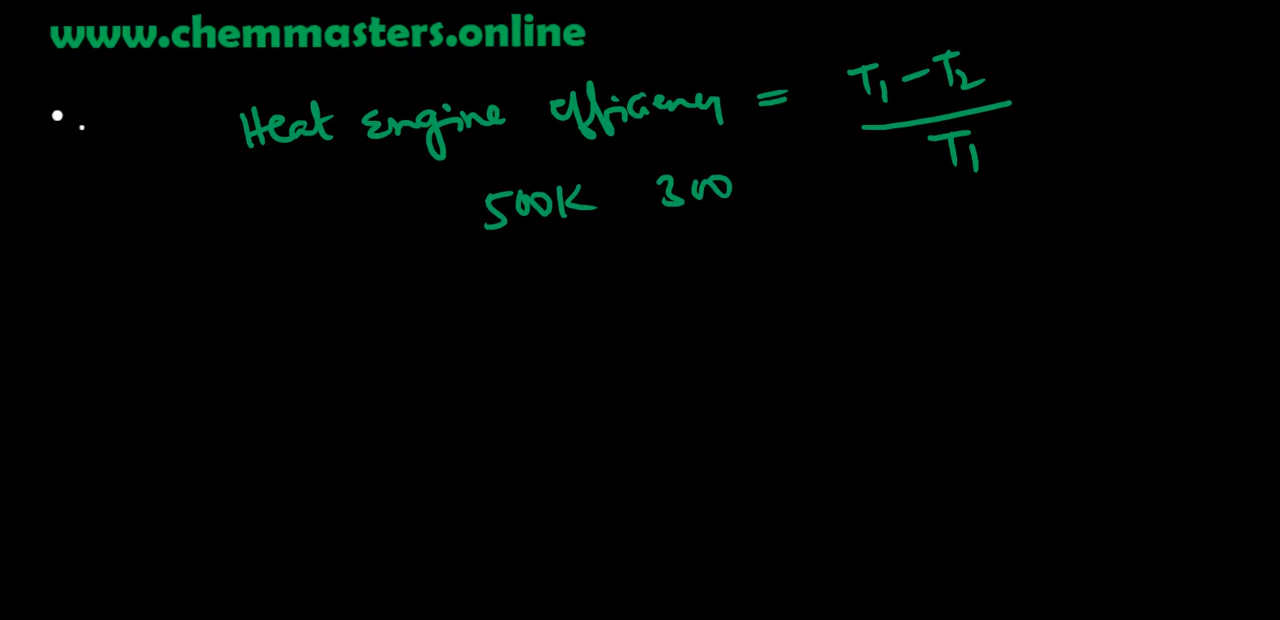 www.chemmasters.online
Heat Engine efficiency = T₁ - T₂ / T₁
500K 300